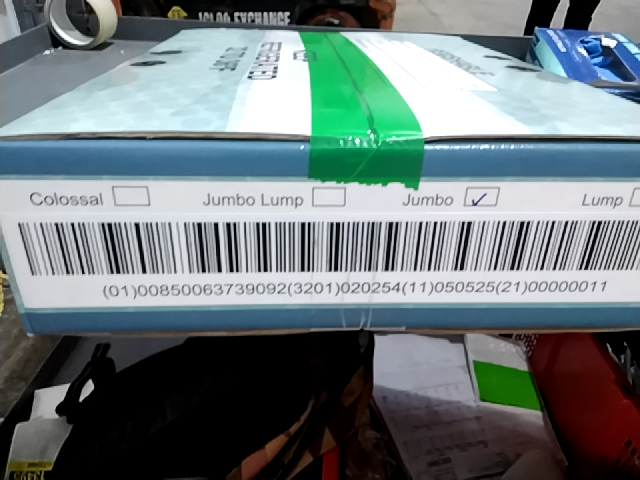 IGLOO EXCHANGE
Colossal Jumbo Lump Jumbo ✓ Lump
(01)00850063739092(3201)020254(11)050525(21)00000011